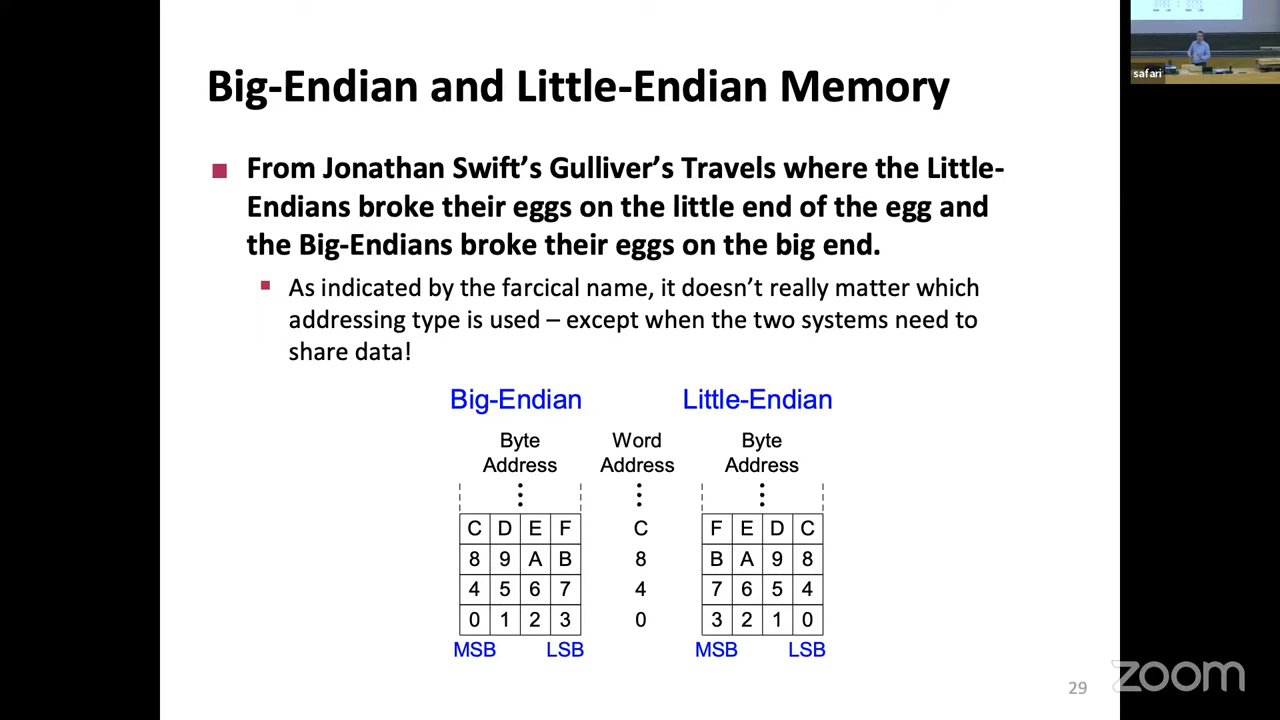 Big-Endian and Little-Endian Memory
From Jonathan Swift’s Gulliver’s Travels where the Little-
Endians broke their eggs on the little end of the egg and
the Big-Endians broke their eggs on the big end.
As indicated by the farcical name, it doesn’t really matter which
addressing type is used – except when the two systems need to
share data!
Big-Endian Little-Endian
Byte Word Byte
Address Address Address
C D E F C F E D C
8 9 A B 8 B A 9 8
4 5 6 7 4 7 6 5 4
0 1 2 3 0 3 2 1 0
MSB LSB MSB LSB
29
zoom
safari